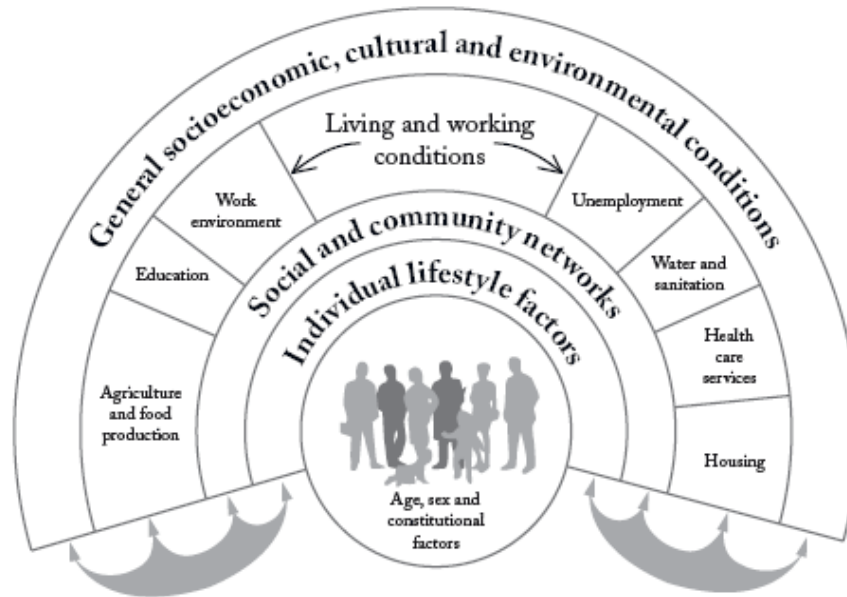 General socioeconomic, cultural and environmental conditions
Living and working
conditions
Work
environment
Unemployment
Education
Water and
sanitation
Agriculture
and food
production
Health
care
services
Housing
Social and community networks
Individual lifestyle factors
Age, sex and
constitutional
factors